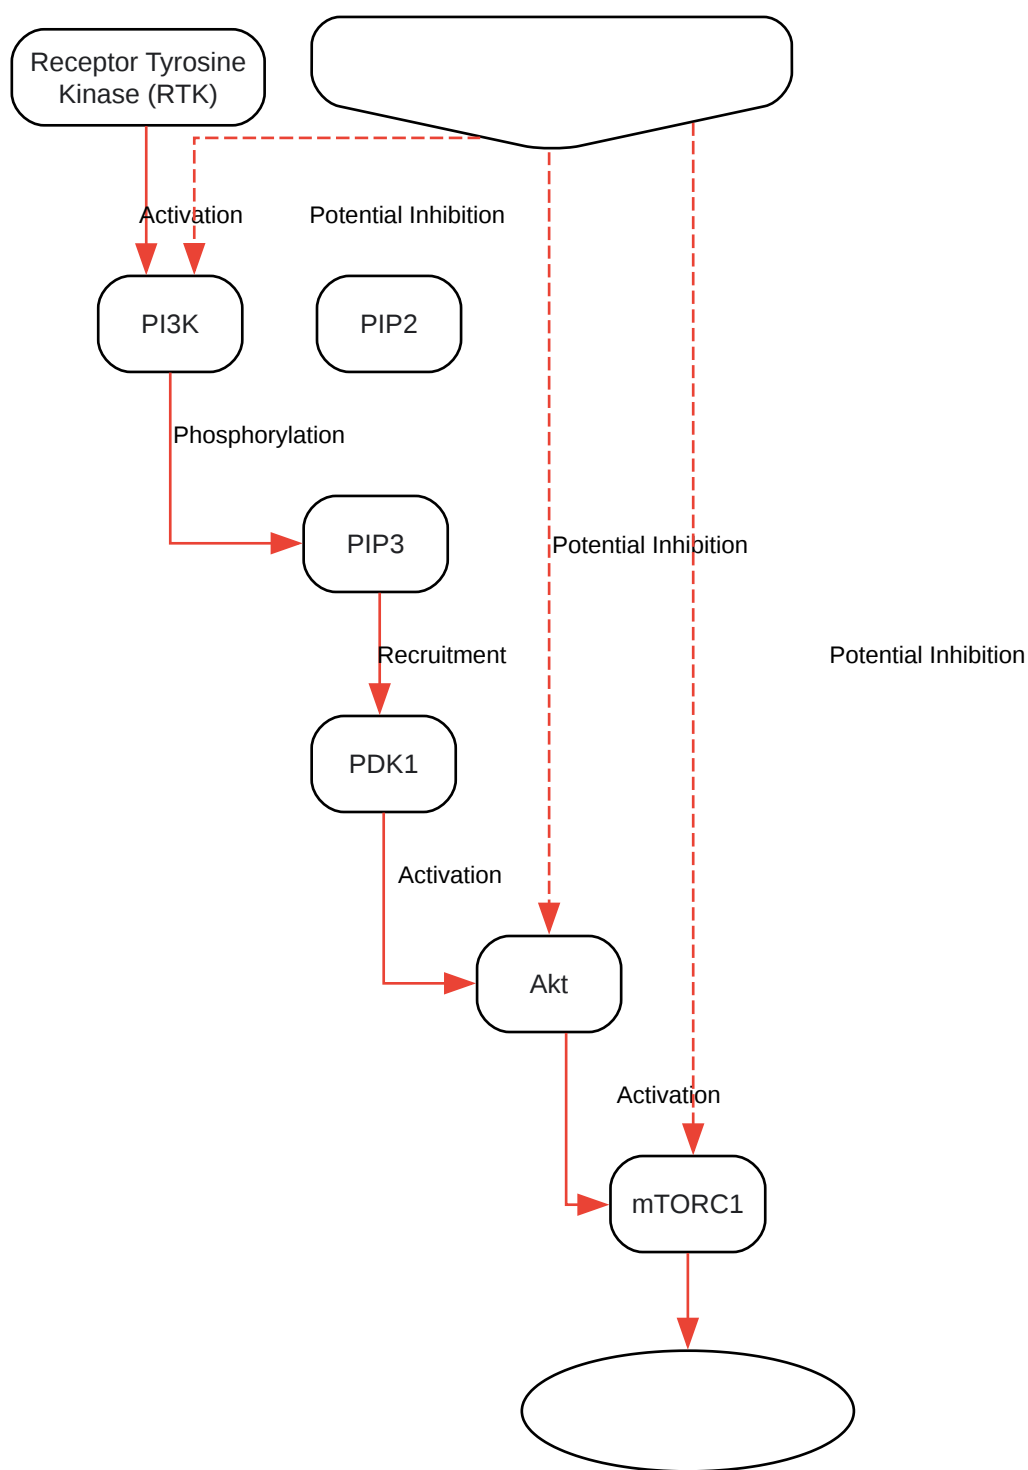 Receptor Tyrosine
Kinase (RTK)
Activation
Potential Inhibition
PI3K
PIP2
Phosphorylation
PIP3
Potential Inhibition
Recruitment
Potential Inhibition
PDK1
Activation
Akt
Activation
mTORC1